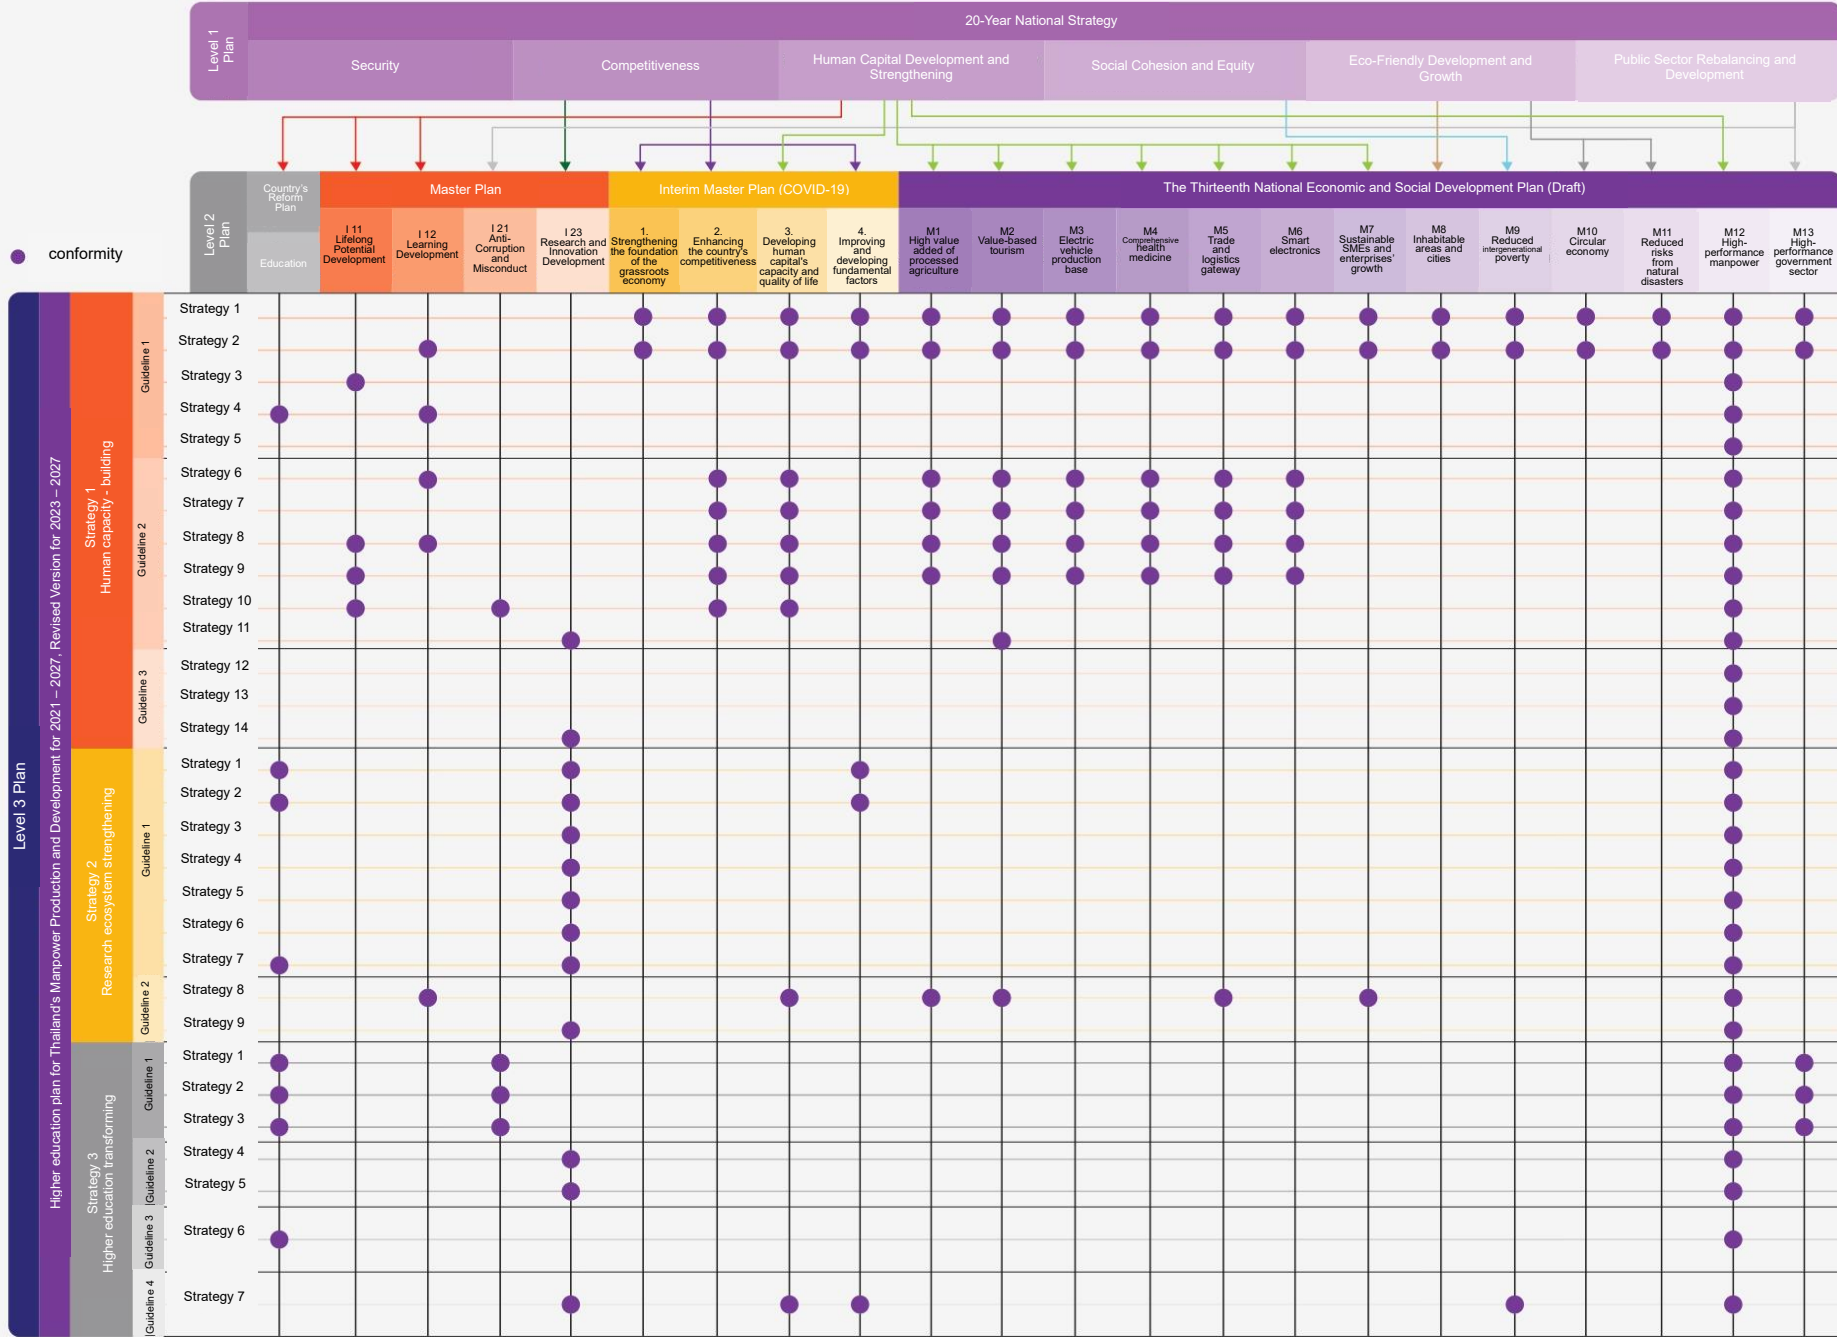 20-Year National Strategy
Level 1
Plan
Security
Competitiveness
Human Capital Development and
Strengthening
Social Cohesion and Equity
Eco-Friendly Development and
Growth
Public Sector Rebalancing and
Development
Level 2
Plan
Country's
Reform
Plan
Education
Master Plan
Interim Master Plan (COVID-19)
The Thirteenth National Economic and Social Development Plan (Draft)
I 11
Lifelong
Potential
Development
I 12
Learning
Development
I 21
Anti-
Corruption
and
Misconduct
I 23
Research and
Innovation
Development
1.
Strengthening
the foundation
of the
grassroots
economy
2.
Enhancing
the country's
competitiveness
3.
Developing
human
capital's
capacity and
quality of life
4.
Improving
and
developing
fundamental
factors
M1
High value
added of
processed
agriculture
M2
Value-based
tourism
M3
Electric
vehicle
production
base
M4
Comprehensive
health
medicine
M5
Trade
and
logistics
gateway
M6
Smart
electronics
M7
Sustainable
SMEs and
enterprises'
growth
M8
Inhabitable
areas and
cities
M9
Reduced
intergenerational
poverty
M10
Circular
economy
M11
Reduced
risks
from
natural
disasters
M12
High-
performance
manpower
M13
High-
performance
government
sector
conformity
Level 3 Plan
Higher education plan for Thailand's Manpower Production and Development for 2021 – 2027, Revised Version for 2023 – 2027
Strategy 1
Human capacity - building
Guideline 1
Strategy 1
Strategy 2
Strategy 3
Strategy 4
Strategy 5
Guideline 2
Strategy 6
Strategy 7
Strategy 8
Strategy 9
Strategy 10
Strategy 11
Guideline 3
Strategy 12
Strategy 13
Strategy 14
Strategy 2
Research ecosystem strengthening
Guideline 1
Strategy 1
Strategy 2
Strategy 3
Strategy 4
Strategy 5
Strategy 6
Strategy 7
Guideline 2
Strategy 8
Strategy 9
Strategy 3
Higher education transforming
Guideline 1
Strategy 1
Strategy 2
Strategy 3
Guideline 2
Strategy 4
Strategy 5
Guideline 3
Strategy 6
Guideline 4
Strategy 7